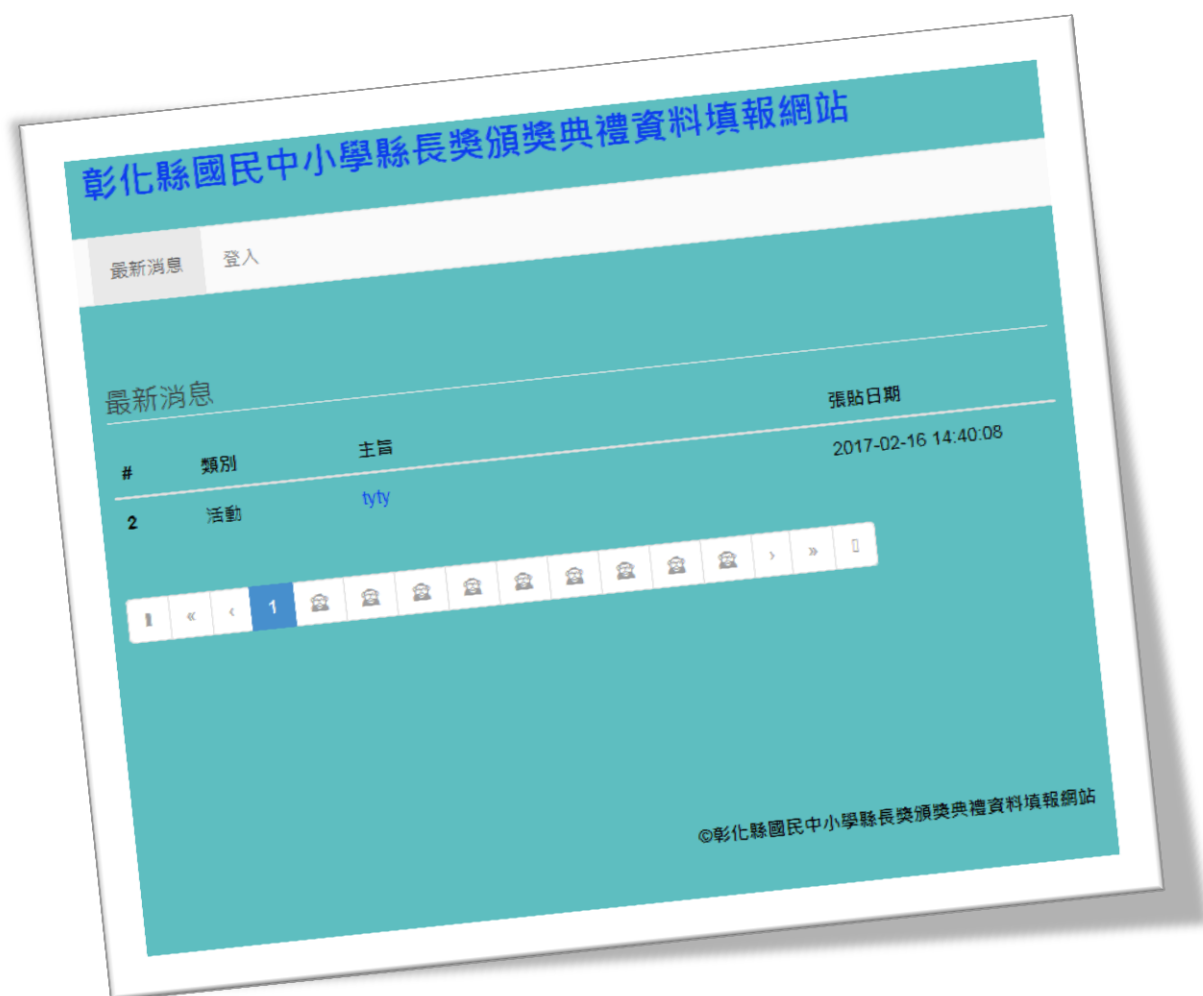 彰化縣國民中小學縣長獎頒獎典禮資料填報網站
最新消息 登入
最新消息
# 類別 主旨 張貼日期
2 活動 tyty 2017-02-16 14:40:08
« ‹ 1 › »
©彰化縣國民中小學縣長獎頒獎典禮資料填報網站